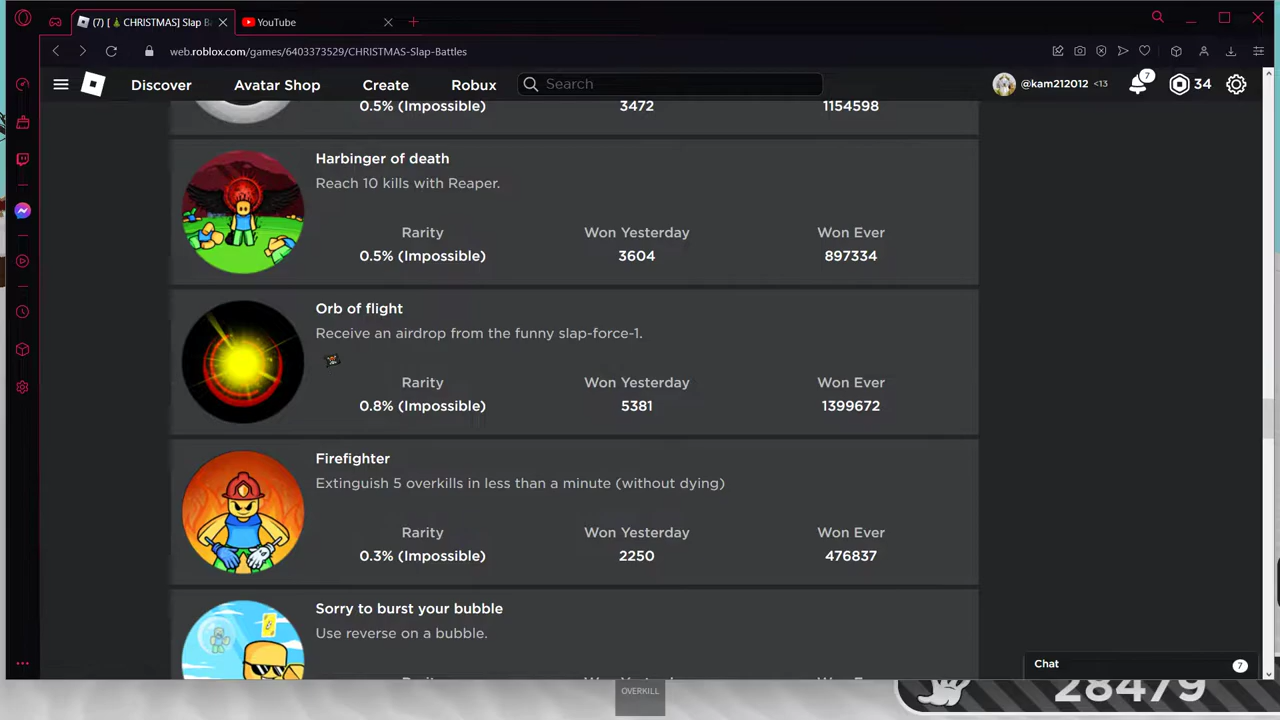 (7) [🎄CHRISTMAS] Slap B
YouTube
web.roblox.com/games/6403373529/CHRISTMAS-Slap-Battles
Discover
Avatar Shop
Create
Robux
Search
@kam212012 <13
7
34
0.5% (Impossible)
3472
1154598
Harbinger of death
Reach 10 kills with Reaper.
Rarity
Won Yesterday
Won Ever
0.5% (Impossible)
3604
897334
Orb of flight
Receive an airdrop from the funny slap-force-1.
Rarity
Won Yesterday
Won Ever
0.8% (Impossible)
5381
1399672
Firefighter
Extinguish 5 overkills in less than a minute (without dying)
Rarity
Won Yesterday
Won Ever
0.3% (Impossible)
2250
476837
Sorry to burst your bubble
Use reverse on a bubble.
Chat
7
OVERKILL
28479